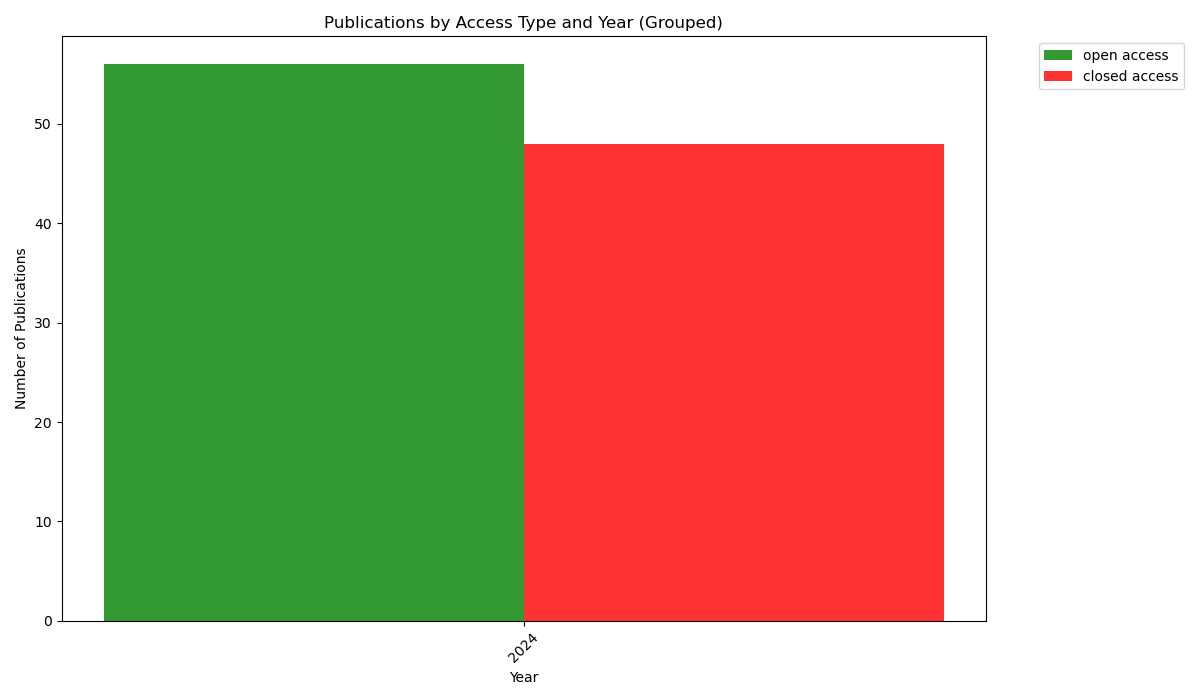 Publications by Access Type and Year (Grouped)
open access
closed access
Number of Publications
50
40
30
20
10
0
2024
Year